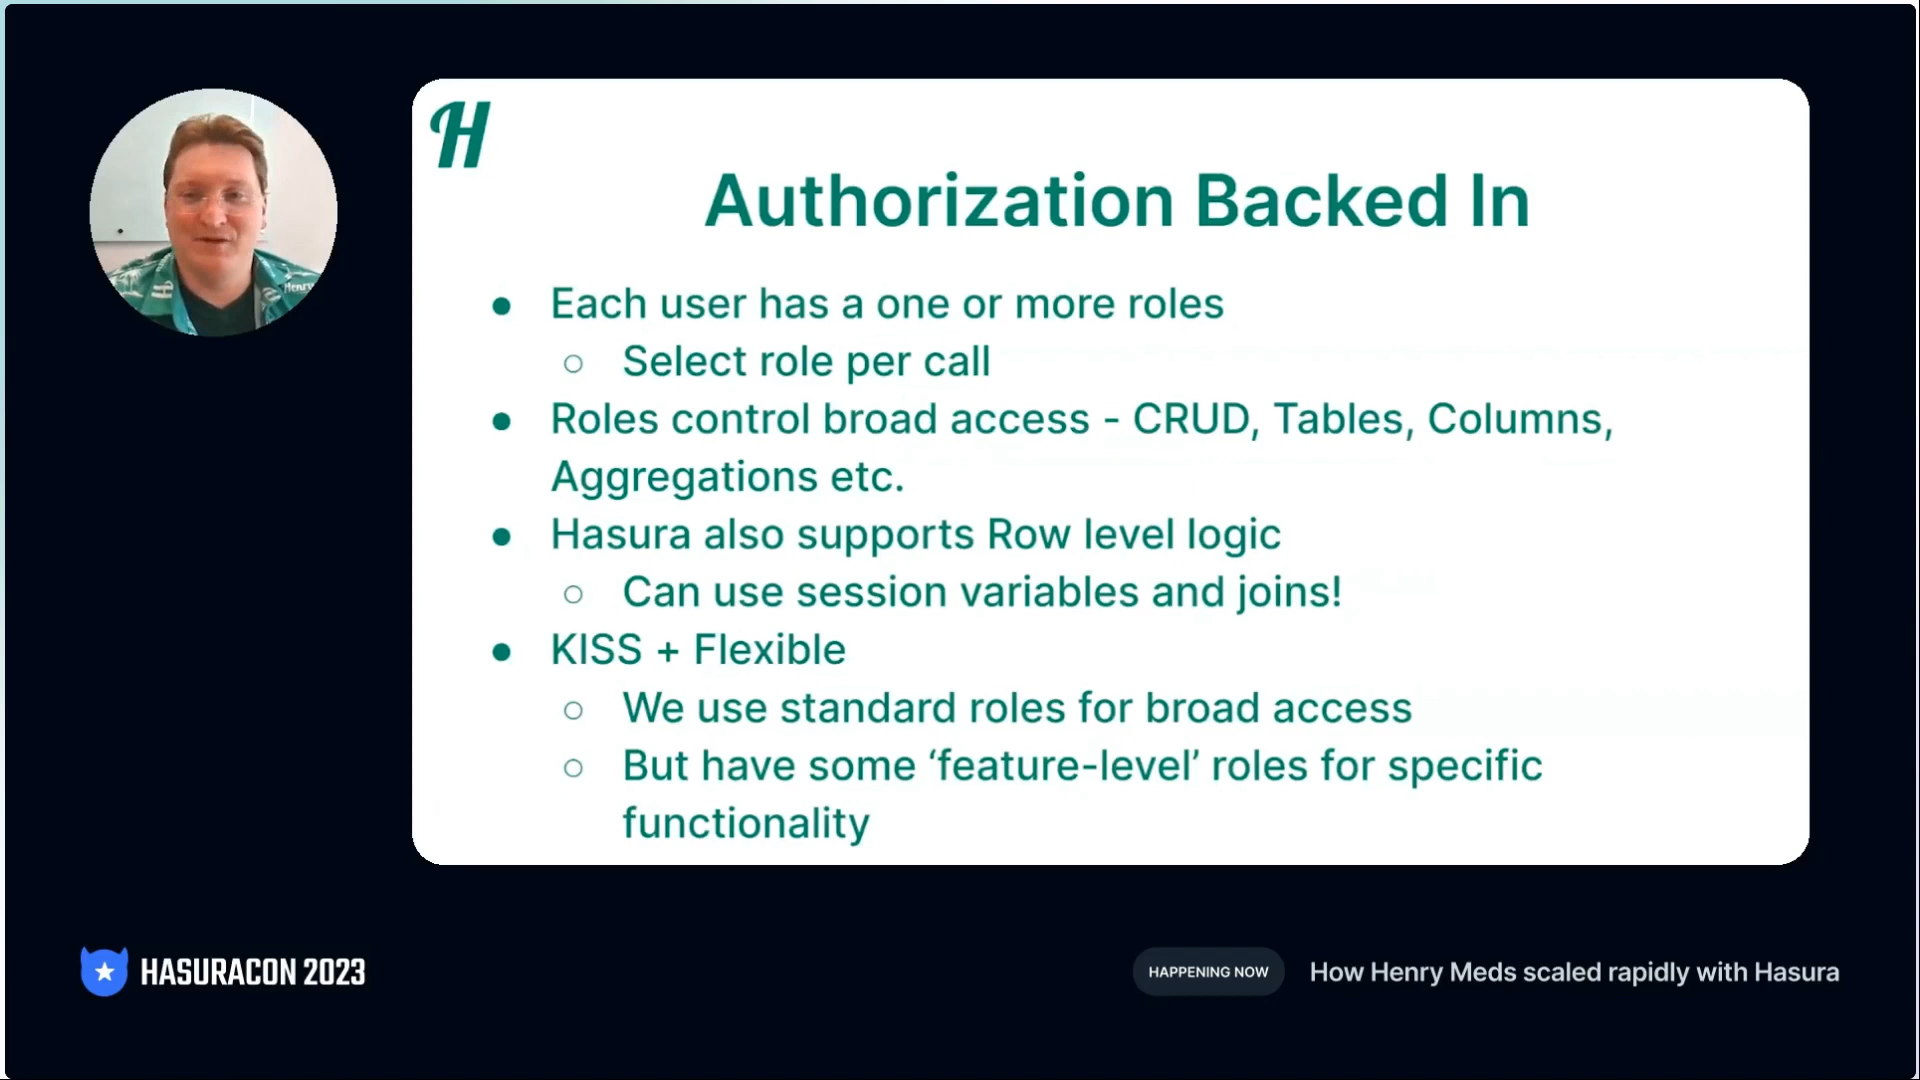 H
Authorization Backed In
● Each user has a one or more roles
○ Select role per call
● Roles control broad access - CRUD, Tables, Columns,
Aggregations etc.
● Hasura also supports Row level logic
○ Can use session variables and joins!
● KISS + Flexible
○ We use standard roles for broad access
○ But have some ‘feature-level’ roles for specific
functionality
Henry
HASURACON 2023
HAPPENING NOW
How Henry Meds scaled rapidly with Hasura